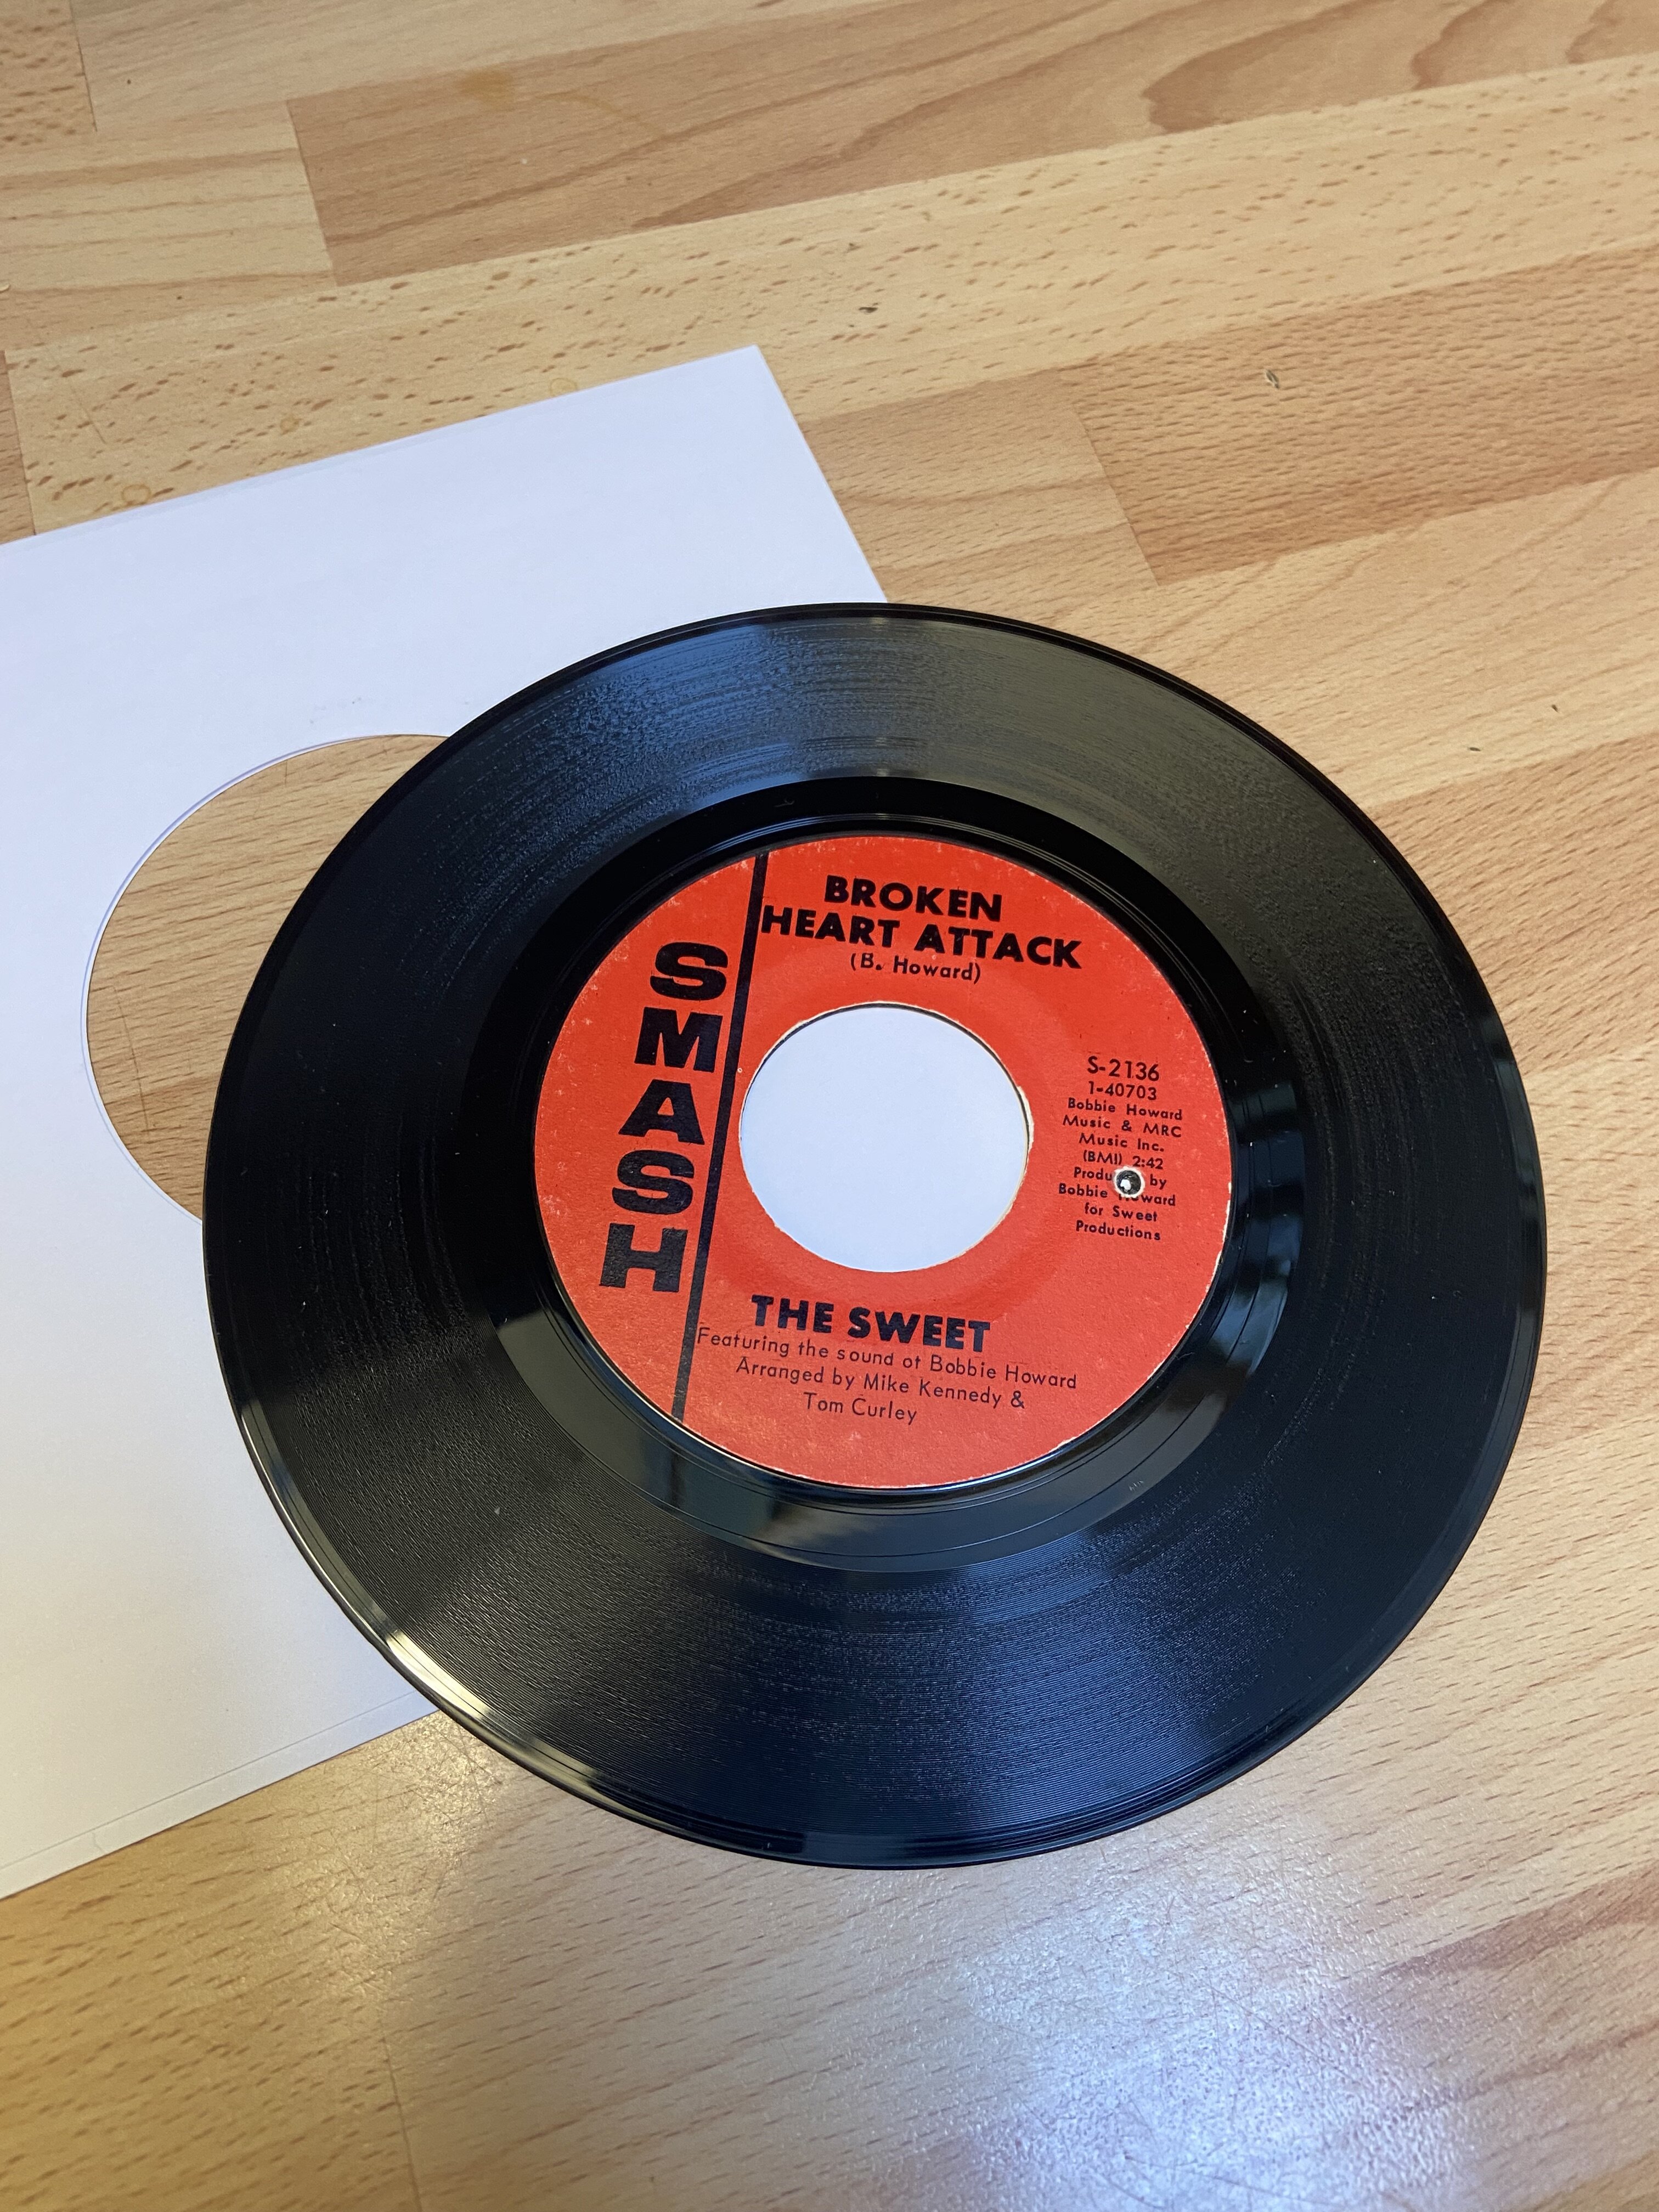 SMASH
BROKEN
HEART ATTACK
(B. Howard)
S-2136
1-40703
Bobbie Howard
Music & MRC
Music Inc.
(BMI) 2:42
Produ by
Bobbie Howard
for Sweet
Productions
THE SWEET
Featuring the sound of Bobbie Howard
Arranged by Mike Kennedy &
Tom Curley